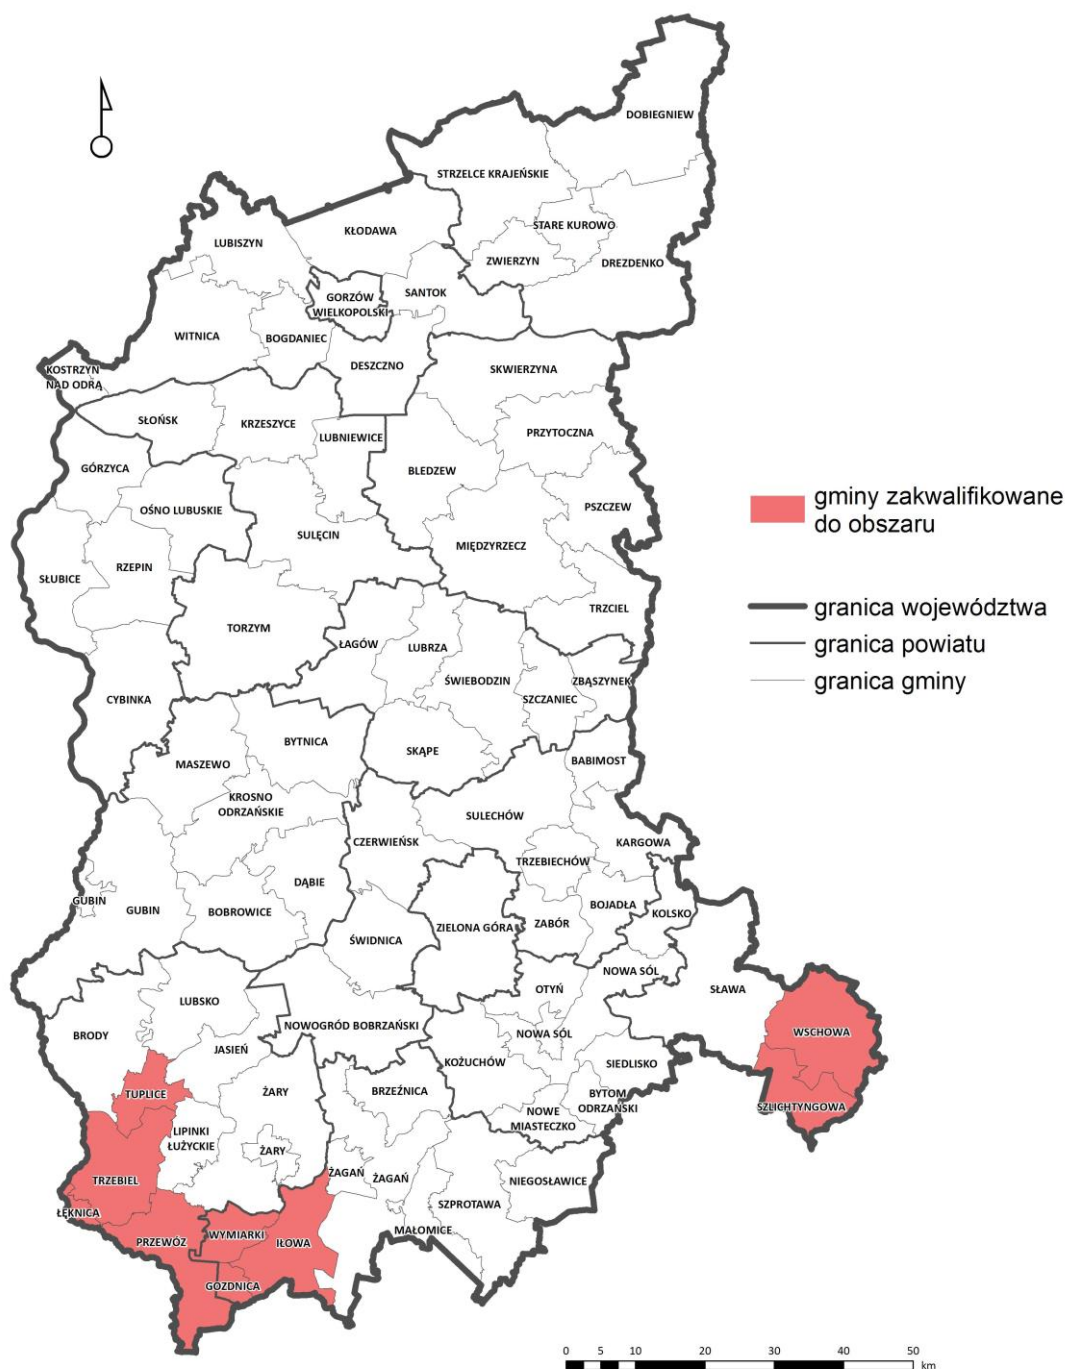 DOBIEGNIEW
STRZELCE KRAJEŃSKIE
STARE KUROWO
KŁODAWA
LUBISZYN
ZWIERZYN
DREZDENKO
SANTOK
GORZÓW
WIELKOPOLSKI
WITNICA
BOGDANIEC
DESZCZNO
KOSTRZYN
NAD ODRĄ
SKWIERZYNA
SŁOŃSK
KRZESZYCE
LUBNIEWICE
PRZYTOCZNA
GÓRZYCA
BLEDZEW
OŚNO LUBUSKIE
PSZCZEW
SULĘCIN
MIĘDZYRZECZ
RZEPIN
SŁUBICE
TRZCIEL
TORZYM
ŁAGÓW
LUBRZA
ŚWIEBODZIN
ZBĄSZYNEK
SZCZANIEC
CYBINKA
BYTNICA
SKĄPE
MASZEWO
BABIMOST
KROSNO
ODRZAŃSKIE
SULECHÓW
CZERWIEŃSK
KARGOWA
TRZEBIECHÓW
DĄBIE
GUBIN
GUBIN
BOBROWICE
BOJADŁA
KOLSKO
ZABÓR
ZIELONA GÓRA
ŚWIDNICA
NOWA SÓL
OTYŃ
SŁAWA
LUBSKO
BRODY
NOWOGRÓD BOBRZAŃSKI
NOWA SÓL
WSCHOWA
JASIEŃ
KOŻUCHÓW
SIEDLISKO
TUPLICE
ŻARY
BRZEŹNICA
BYTOM
ODRZAŃSKI
NOWE
MIASTECZKO
SZLICHTYNGOWA
LIPINKI
ŁUŻYCKIE
ŻARY
TRZEBIEL
ŻAGAŃ
ŻAGAŃ
NIEGOSŁAWICE
SZPROTAWA
ŁĘKNICA
MAŁOMICE
PRZEWÓZ
WYMIARKI
IŁOWA
GOZDNICA
gminy zakwalifikowane
do obszaru
granica województwa
granica powiatu
granica gminy
0 5 10 20 30 40 50
km